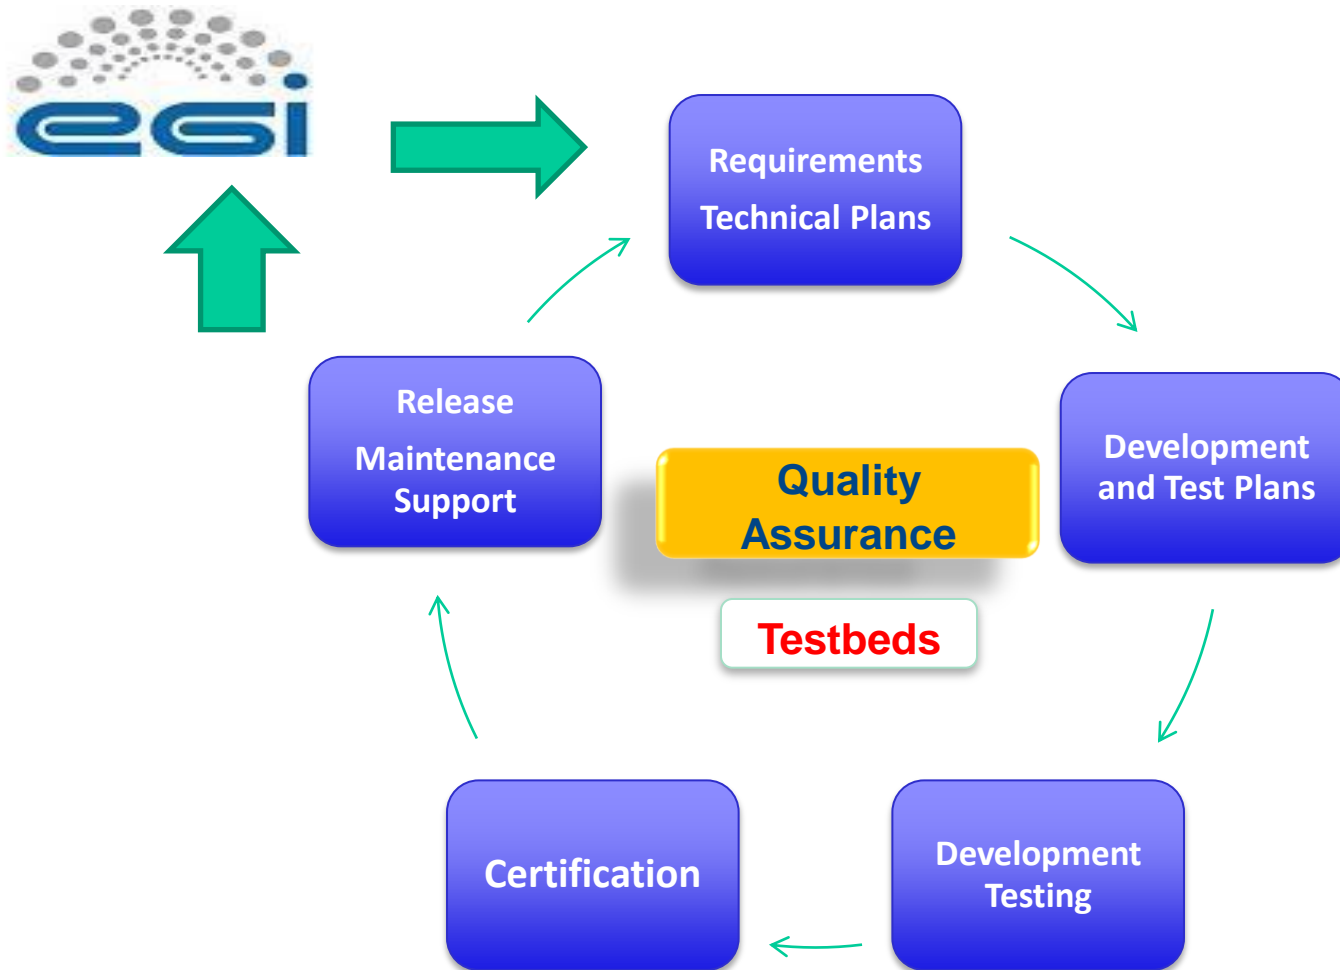 egi
Requirements
Technical Plans
Release
Maintenance
Support
Development
and Test Plans
Quality
Assurance
Testbeds
Certification
Development
Testing